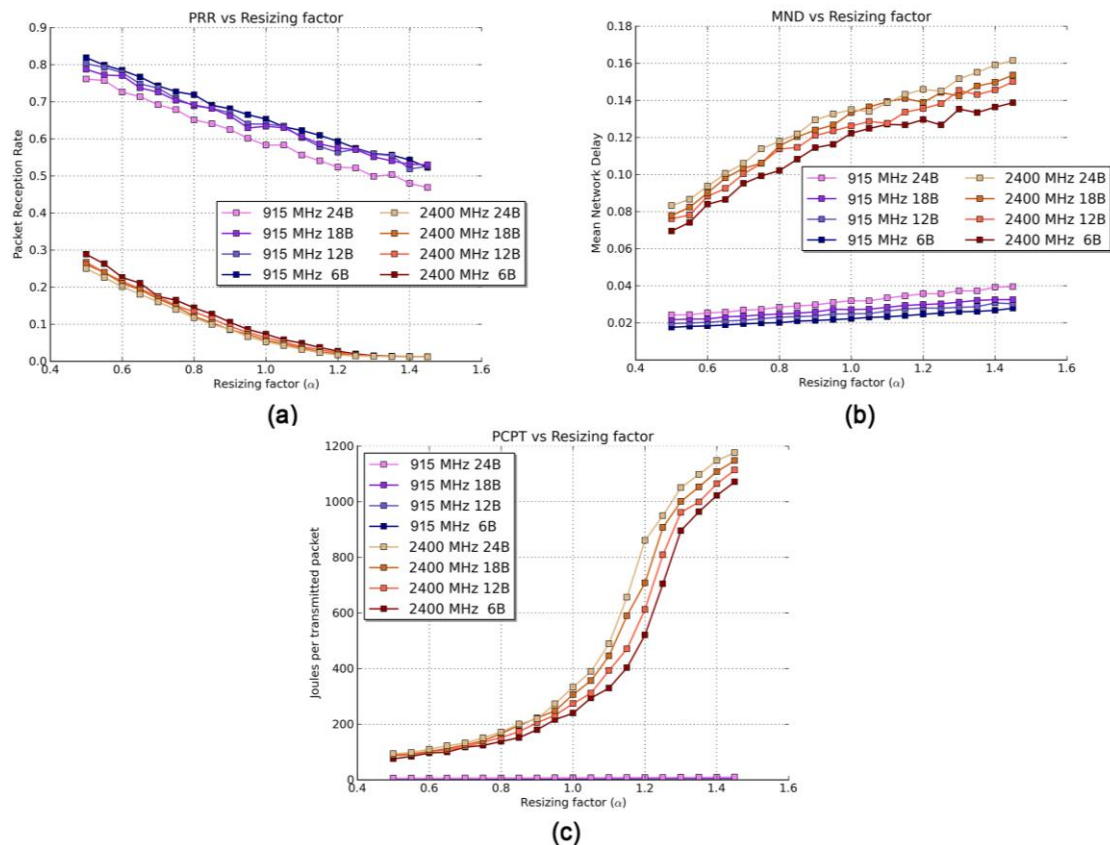 PRR vs Resizing factor
0.9
0.8
0.7
0.6
0.5
0.4
0.3
0.2
0.1
0.0
Packet Reception Rate
915 MHz 24B
915 MHz 18B
915 MHz 12B
915 MHz 6B
2400 MHz 24B
2400 MHz 18B
2400 MHz 12B
2400 MHz 6B
0.4 0.6 0.8 1.0 1.2 1.4 1.6
Resizing factor (α)
(a)
MND vs Resizing factor
0.18
0.16
0.14
0.12
0.10
0.08
0.06
0.04
0.02
Mean Network Delay
915 MHz 24B
915 MHz 18B
915 MHz 12B
915 MHz 6B
2400 MHz 24B
2400 MHz 18B
2400 MHz 12B
2400 MHz 6B
0.4 0.6 0.8 1.0 1.2 1.4 1.6
Resizing factor (α)
(b)
PCPT vs Resizing factor
1200
1000
800
600
400
200
0
Joules per transmitted packet
915 MHz 24B
915 MHz 18B
915 MHz 12B
915 MHz 6B
2400 MHz 24B
2400 MHz 18B
2400 MHz 12B
2400 MHz 6B
0.4 0.6 0.8 1.0 1.2 1.4 1.6
Resizing factor (α)
(c)